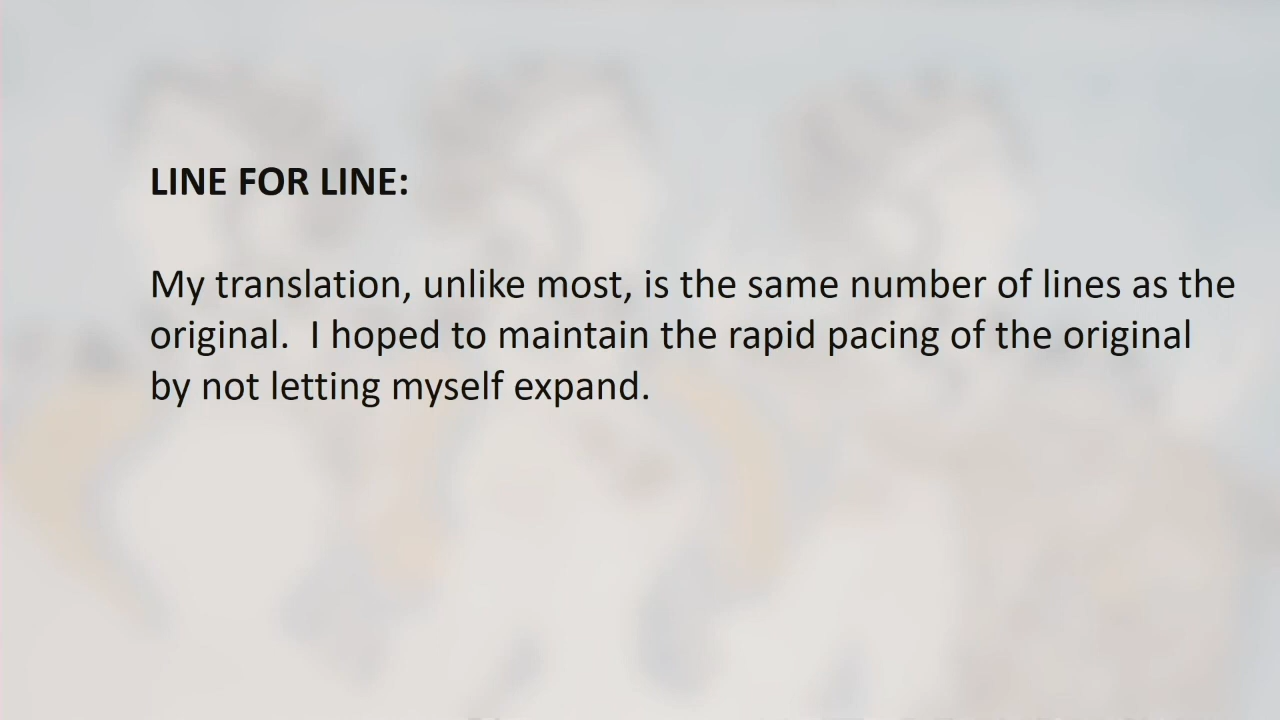 LINE FOR LINE:
My translation, unlike most, is the same number of lines as the
original.  I hoped to maintain the rapid pacing of the original
by not letting myself expand.